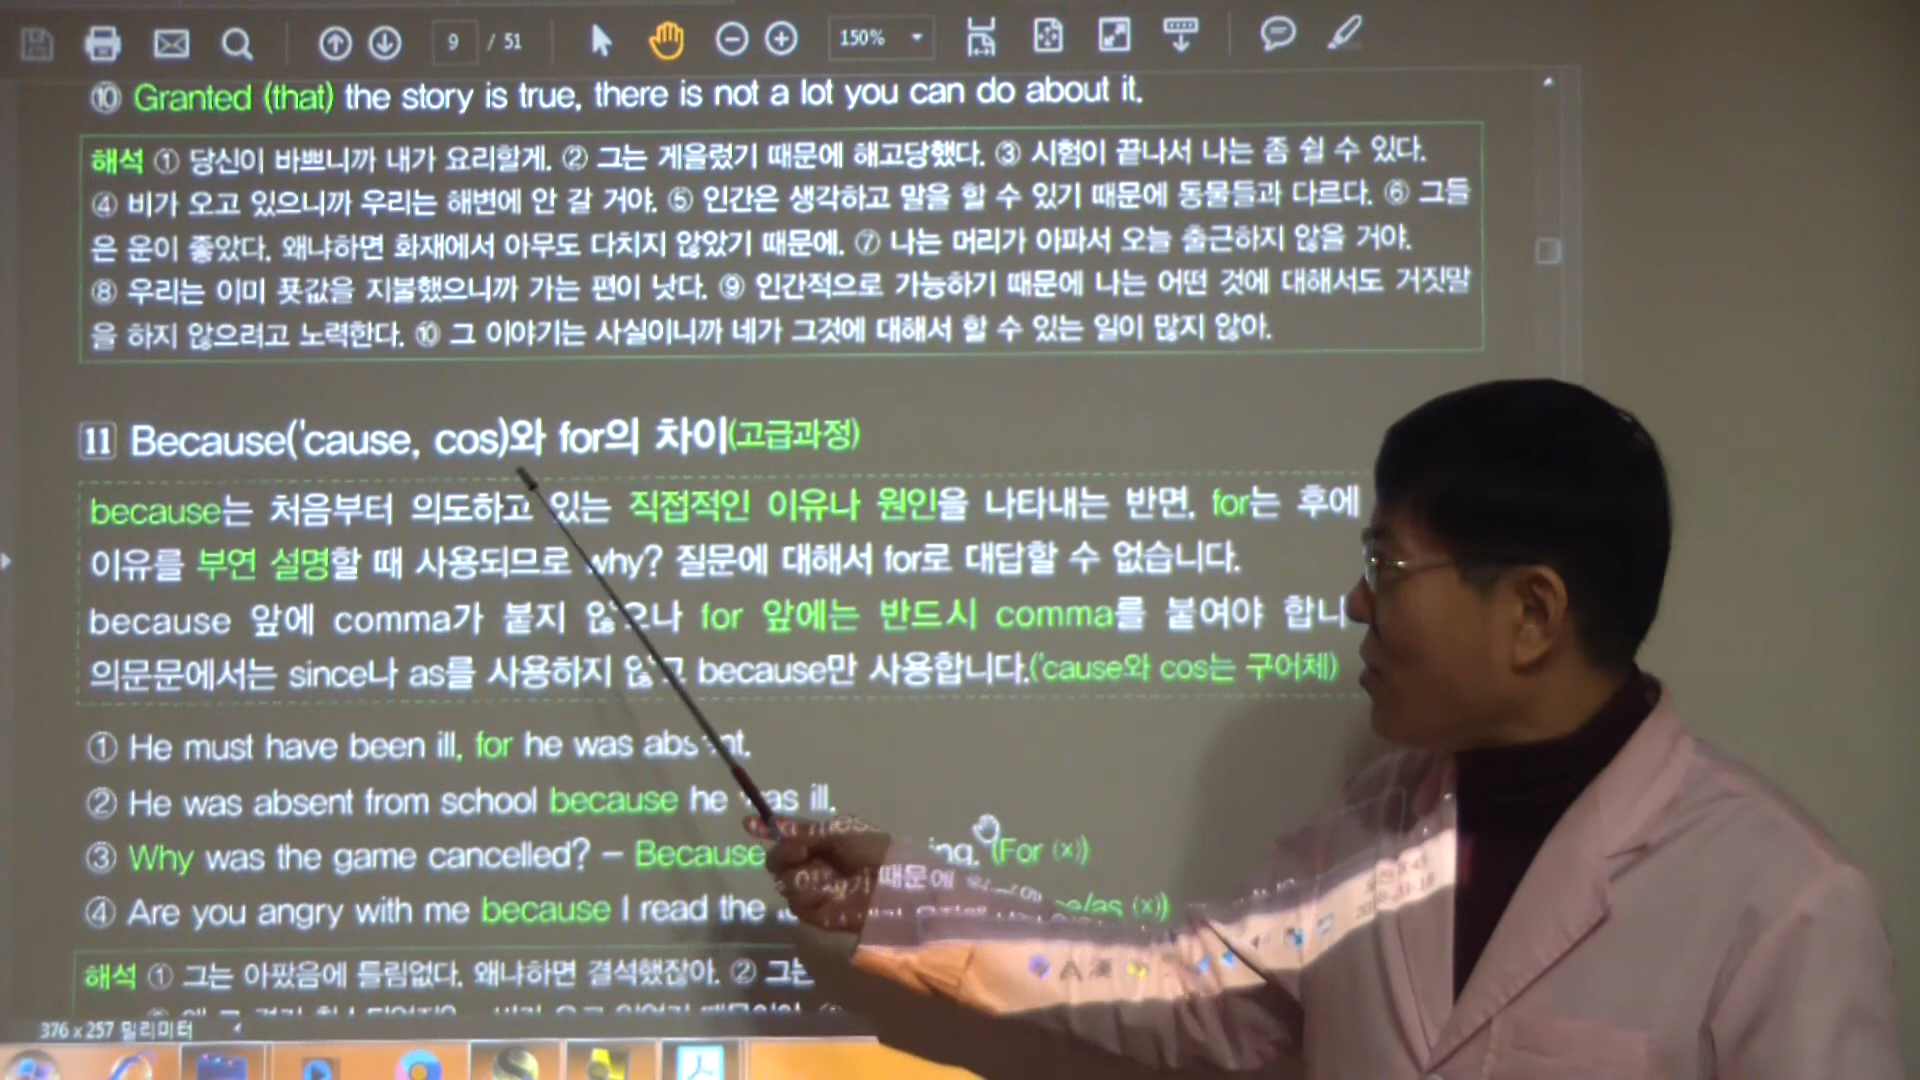 9 / 51 150%
⑩ Granted (that) the story is true, there is not a lot you can do about it.
해석 ① 당신이 바쁘니까 내가 요리할게. ② 그는 게을렀기 때문에 해고당했다. ③ 시험이 끝나서 나는 좀 쉴 수 있다.
④ 비가 오고 있으니까 우리는 해변에 안 갈 거야. ⑤ 인간은 생각하고 말을 할 수 있기 때문에 동물들과 다르다. ⑥ 그들
은 운이 좋았다. 왜냐하면 화재에서 아무도 다치지 않았기 때문에. ⑦ 나는 머리가 아파서 오늘 출근하지 않을 거야.
⑧ 우리는 이미 푯값을 지불했으니까 가는 편이 낫다. ⑨ 인간적으로 가능하기 때문에 나는 어떤 것에 대해서도 거짓말
을 하지 않으려고 노력한다. ⑩ 그 이야기는 사실이니까 네가 그것에 대해서 할 수 있는 일이 많지 않아.
11 Because('cause, cos)와 for의 차이(고급과정)
because는 처음부터 의도하고 있는 직접적인 이유나 원인을 나타내는 반면, for는 후에
이유를 부연 설명할 때 사용되므로 why? 질문에 대해서 for로 대답할 수 없습니다.
because 앞에 comma가 붙지 않으나 for 앞에는 반드시 comma를 붙여야 합니
의문문에서는 since나 as를 사용하지 않고 because만 사용합니다.('cause와 cos는 구어체)
① He must have been ill, for he was absent.
② He was absent from school because he was ill.
③ Why was the game cancelled? – Because ing. (For (x))
④ Are you angry with me because I read the e/as (x))
해석 ① 그는 아팠음에 틀림없다. 왜냐하면 결석했잖아. ② 그는
376 x 257 밀리미터